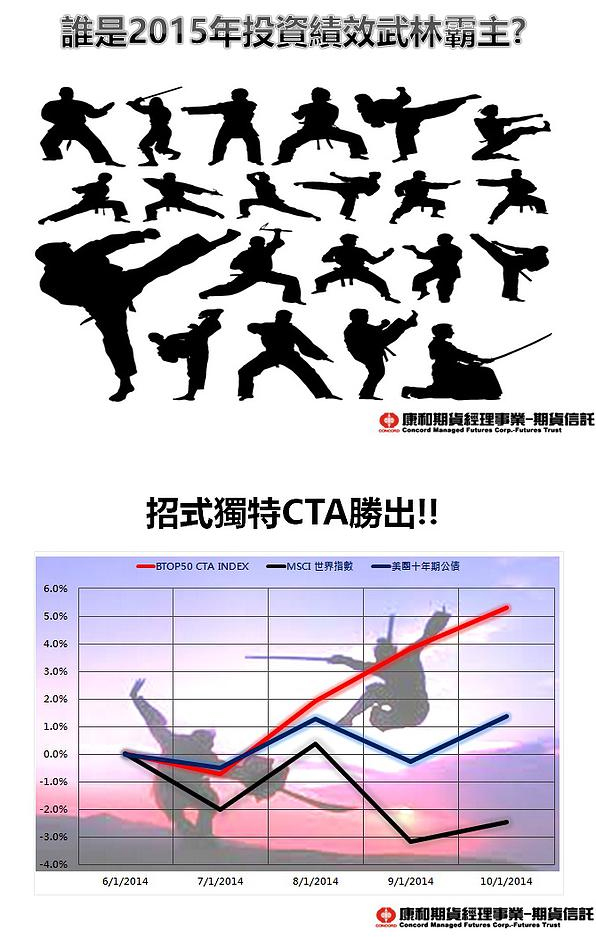 誰是2015年投資績效武林霸主?
康和期貨經理事業-期貨信託
CONCORD Concord Managed Futures Corp.-Futures Trust
招式獨特CTA勝出!!
BTOP50 CTA INDEX MSCI 世界指數 美國十年期公債
6.0%
5.0%
4.0%
3.0%
2.0%
1.0%
0.0%
-1.0%
-2.0%
-3.0%
-4.0%
6/1/2014 7/1/2014 8/1/2014 9/1/2014 10/1/2014
康和期貨經理事業-期貨信託
CONCORD Concord Managed Futures Corp.-Futures Trust